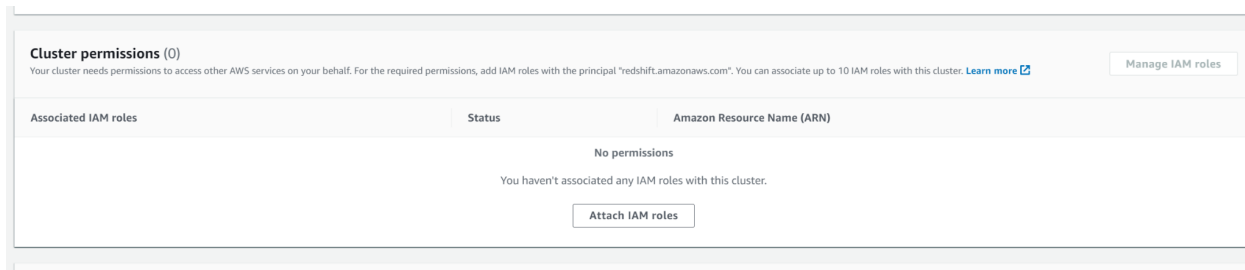 Cluster permissions (0)
Your cluster needs permissions to access other AWS services on your behalf. For the required permissions, add IAM roles with the principal "redshift.amazonaws.com". You can associate up to 10 IAM roles with this cluster. Learn more
Manage IAM roles
Associated IAM roles Status Amazon Resource Name (ARN)
No permissions
You haven't associated any IAM roles with this cluster.
Attach IAM roles